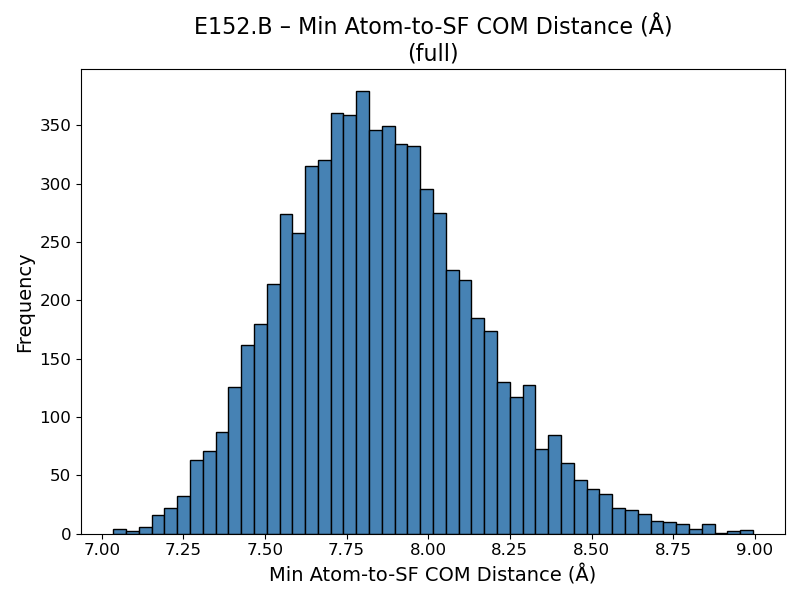 E152.B – Min Atom-to-SF COM Distance (Å)
(full)
Frequency
350
300
250
200
150
100
50
0
7.00 7.25 7.50 7.75 8.00 8.25 8.50 8.75 9.00
Min Atom-to-SF COM Distance (Å)